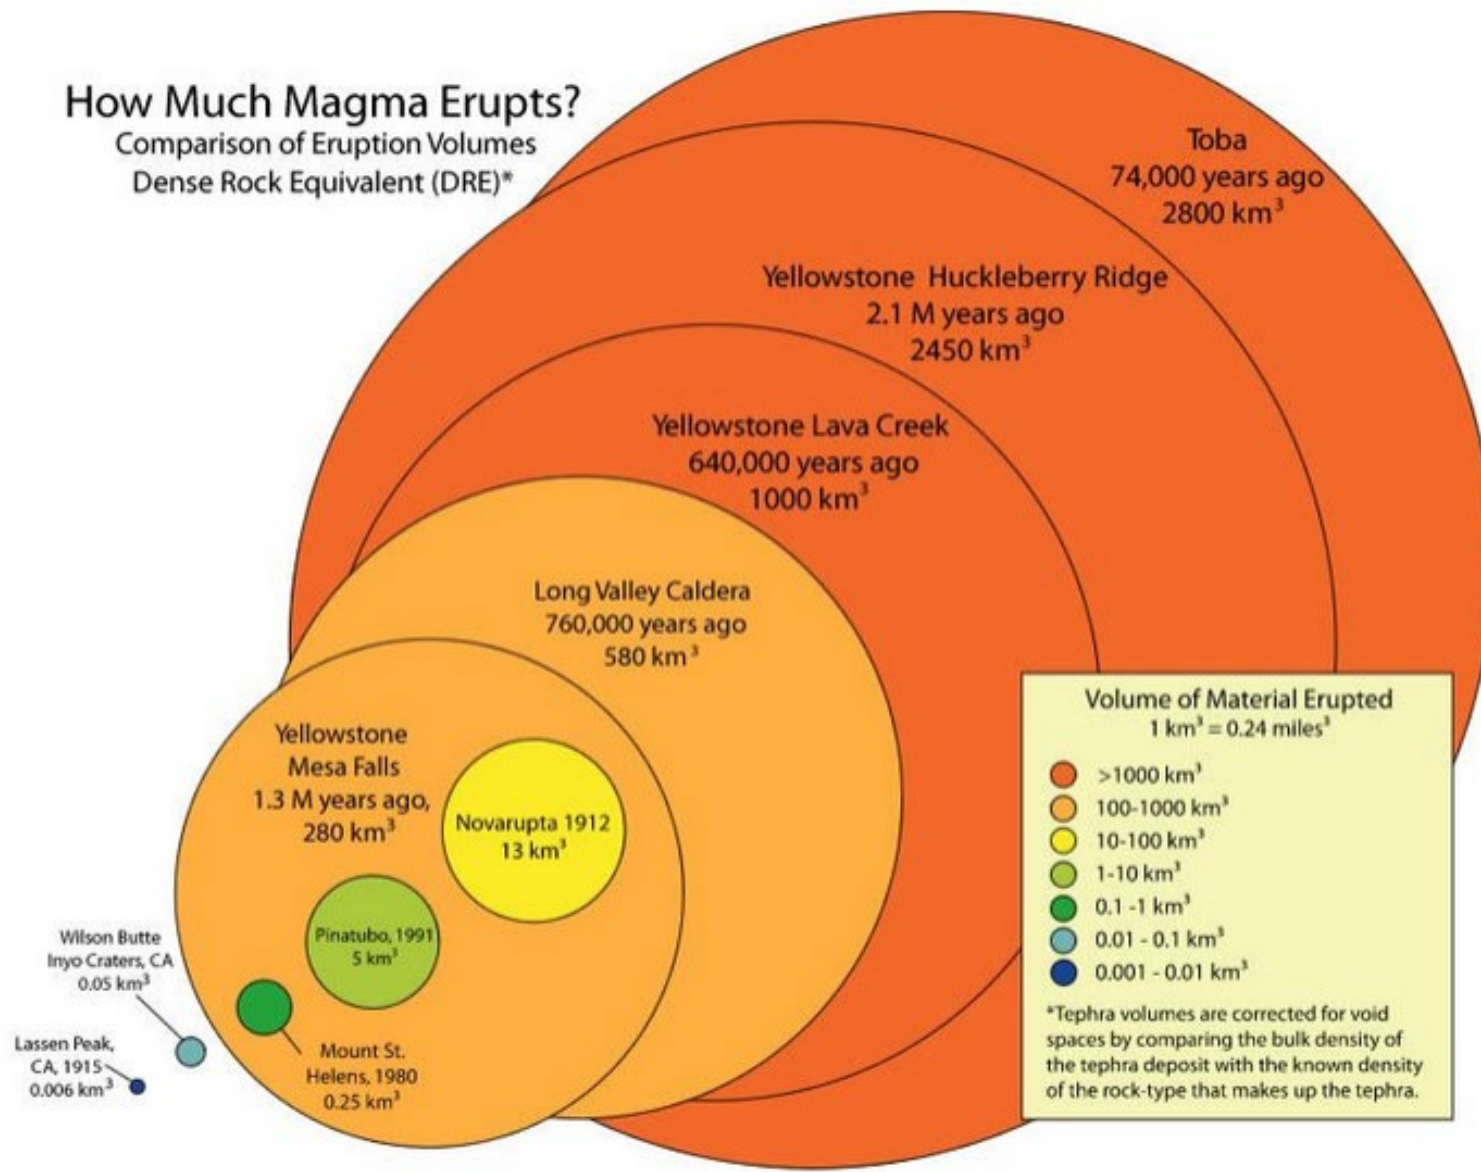 How Much Magma Erupts?
Comparison of Eruption Volumes
Dense Rock Equivalent (DRE)*
Toba
74,000 years ago
2800 km³
Yellowstone Huckleberry Ridge
2.1 M years ago
2450 km³
Yellowstone Lava Creek
640,000 years ago
1000 km³
Long Valley Caldera
760,000 years ago
580 km³
Yellowstone
Mesa Falls
1.3 M years ago,
280 km³
Novarupta 1912
13 km³
Pinatubo, 1991
5 km³
Mount St.
Helens, 1980
0.25 km³
Wilson Butte
Inyo Craters, CA
0.05 km³
Lassen Peak,
CA, 1915
0.006 km³
Volume of Material Erupted
1 km³ = 0.24 miles³
>1000 km³
100-1000 km³
10-100 km³
1-10 km³
0.1 -1 km³
0.01 - 0.1 km³
0.001 - 0.01 km³
*Tephra volumes are corrected for void
spaces by comparing the bulk density of
the tephra deposit with the known density
of the rock-type that makes up the tephra.